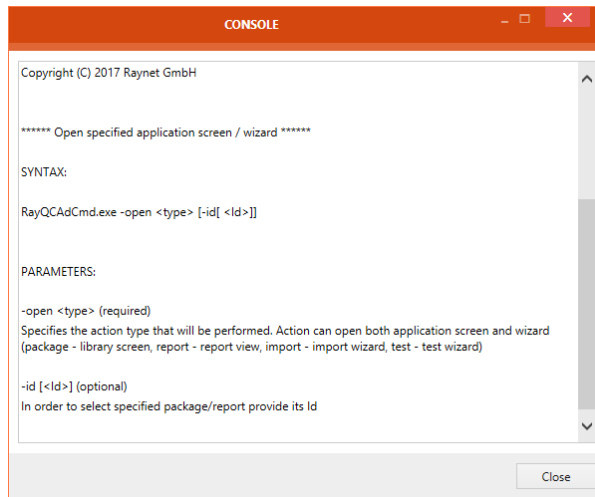 CONSOLE
Copyright (C) 2017 Raynet GmbH
****** Open specified application screen / wizard ******
SYNTAX:
RayQCAdCmd.exe -open <type> [-id[ <Id>]]
PARAMETERS:
-open <type> (required)
Specifies the action type that will be performed. Action can open both application screen and wizard
(package - library screen, report - report view, import - import wizard, test - test wizard)
-id [<Id>] (optional)
In order to select specified package/report provide its Id
Close